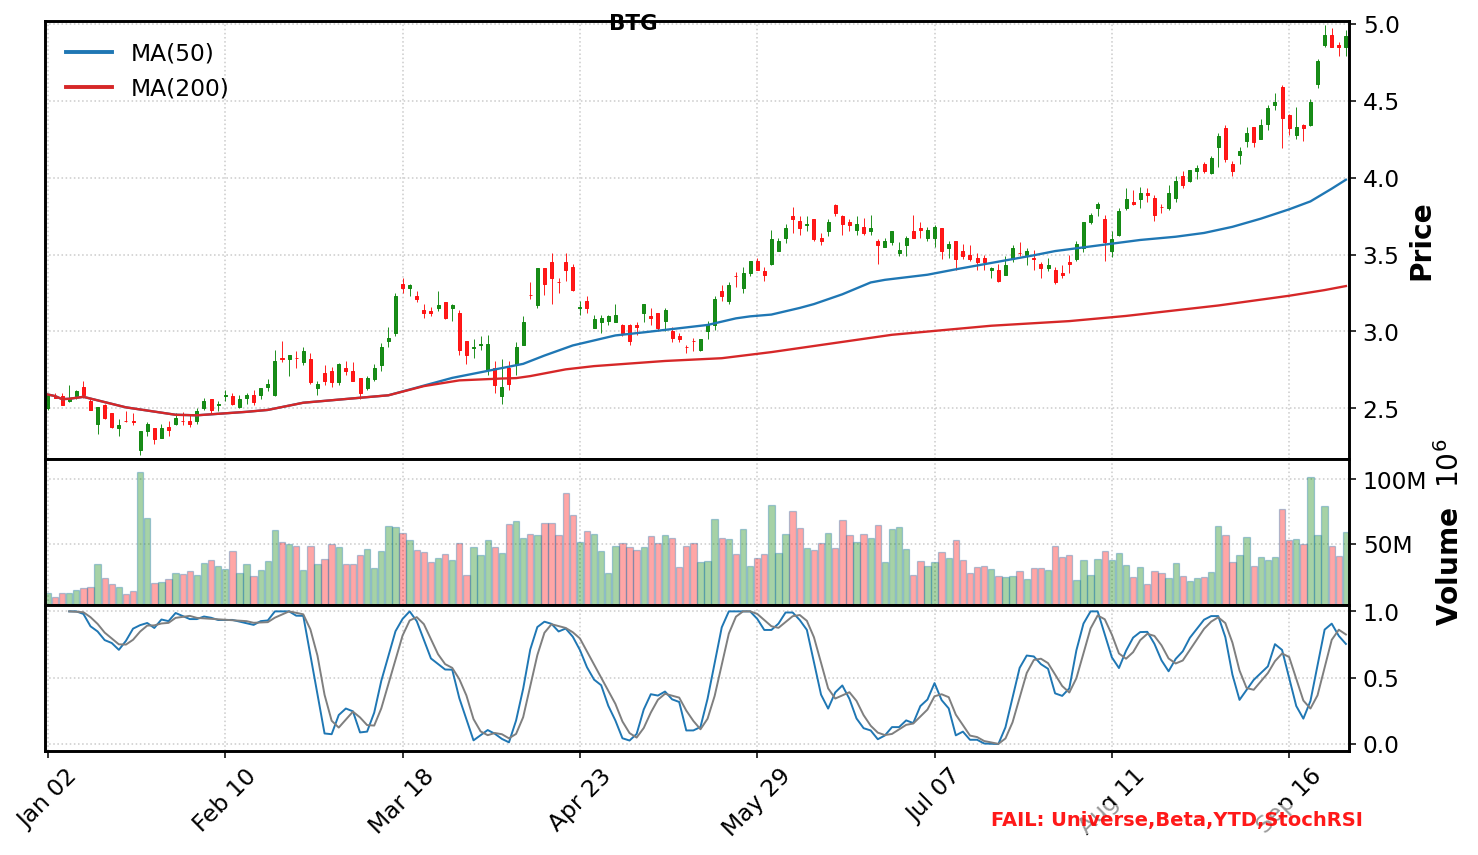 BTG
MA(50)
MA(200)
5.0
4.5
4.0
3.5
3.0
2.5
Price
100M
50M
Volume 10⁶
1.0
0.5
0.0
Jan 02
Feb 10
Mar 18
Apr 23
May 29
Jul 07
Aug 11
Sep 16
FAIL: Universe,Beta,YTD,StochRSI